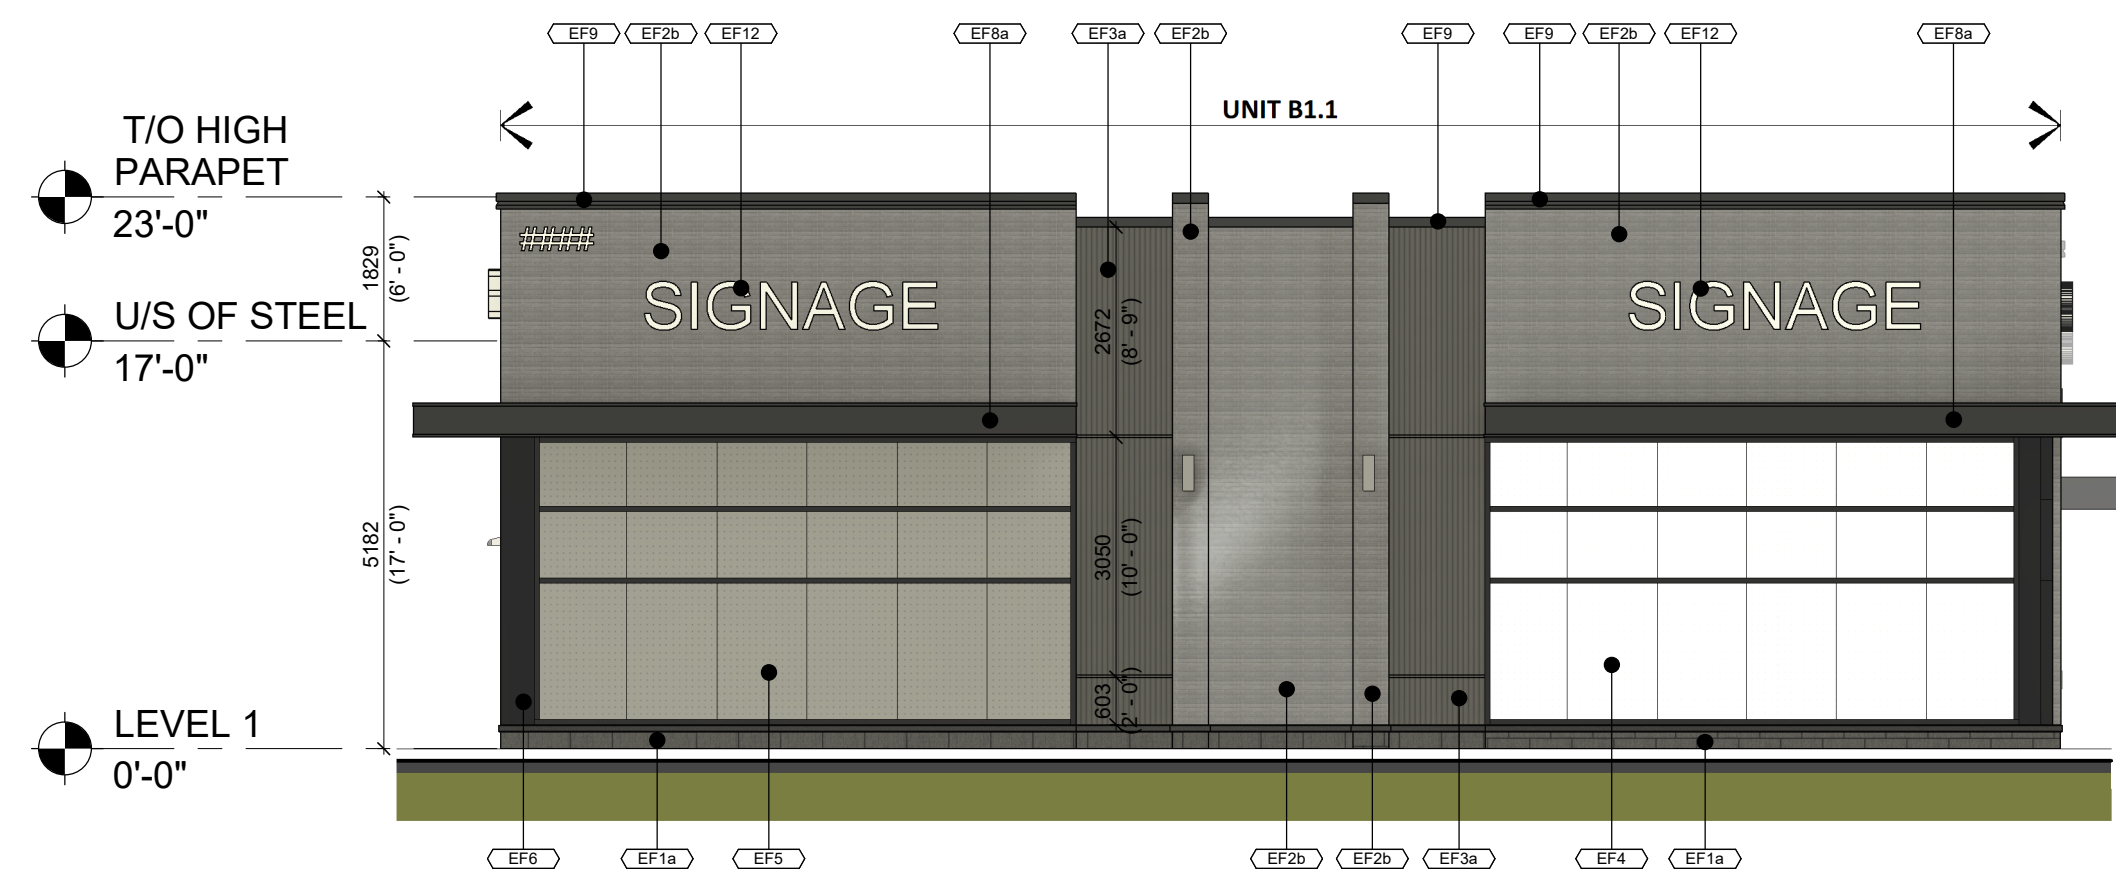 EF9 EF2b EF12 EF8a EF3a EF2b EF9 EF9 EF2b EF12 EF8a
UNIT B1.1
T/O HIGH
PARAPET
23'-0"
1829
(6' - 0")
U/S OF STEEL
17'-0"
SIGNAGE
SIGNAGE
2672
(8' - 9")
5182
(17' - 0")
3050
(10' - 0")
603
(2' - 0")
LEVEL 1
0'-0"
EF6 EF1a EF5 EF2b EF2b EF3a EF4 EF1a